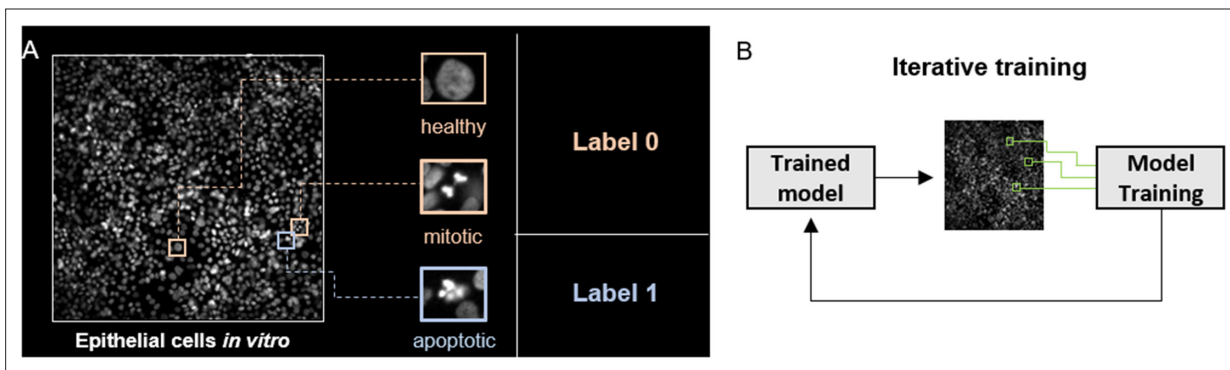 A
healthy
mitotic
apoptotic
Epithelial cells in vitro
Label 0
Label 1
B
Iterative training
Trained
model
Model
Training